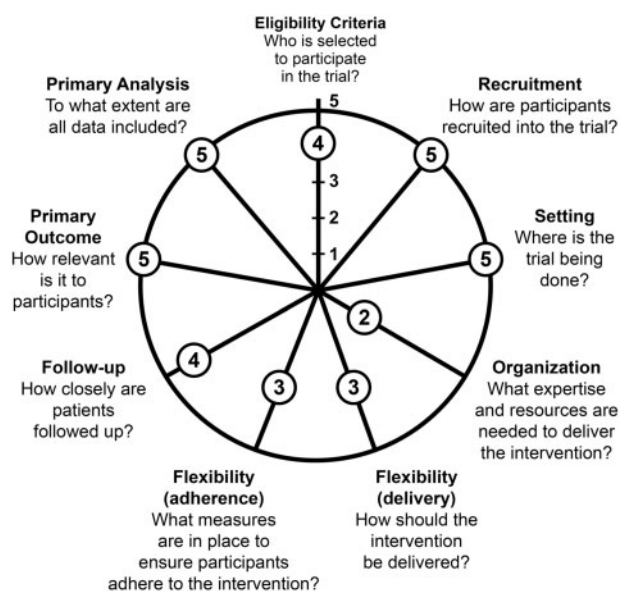 Eligibility Criteria
Who is selected
to participate
in the trial?
Recruitment
How are participants
recruited into the trial?
Setting
Where is the
trial being
done?
Organization
What expertise
and resources are
needed to deliver
the intervention?
Flexibility
(delivery)
How should the
intervention
be delivered?
Flexibility
(adherence)
What measures
are in place to
ensure participants
adhere to the intervention?
Follow-up
How closely are
patients
followed up?
Primary
Outcome
How relevant
is it to
participants?
Primary Analysis
To what extent are
all data included?
5
4
3
2
1
5
5
2
3
3
4
5
5